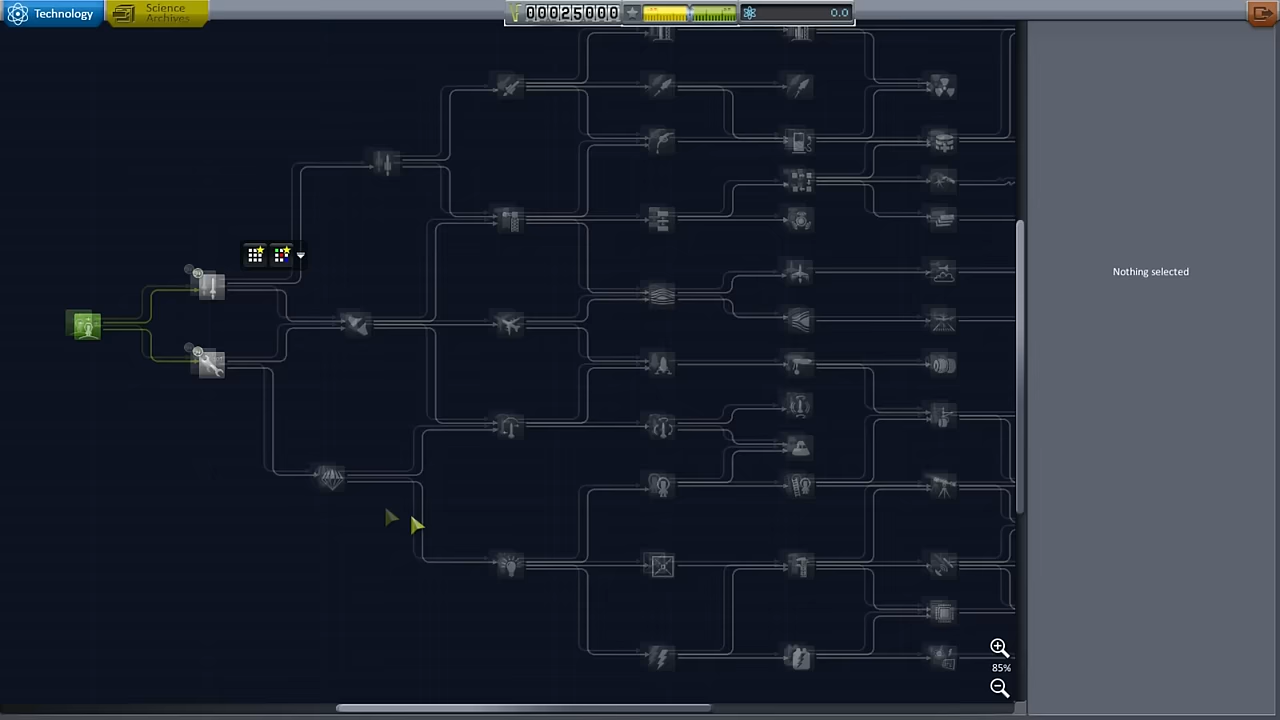 Technology
Science
Archives
00025000
0.0
Nothing selected
85%